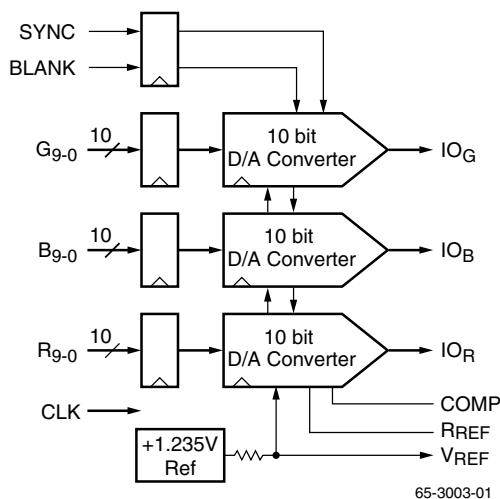 SYNC
BLANK
G9-0
10
10 bit
D/A Converter
IOG
B9-0
10
10 bit
D/A Converter
IOB
R9-0
10
10 bit
D/A Converter
IOR
CLK
COMP
RREF
+1.235V
Ref
VREF
65-3003-01